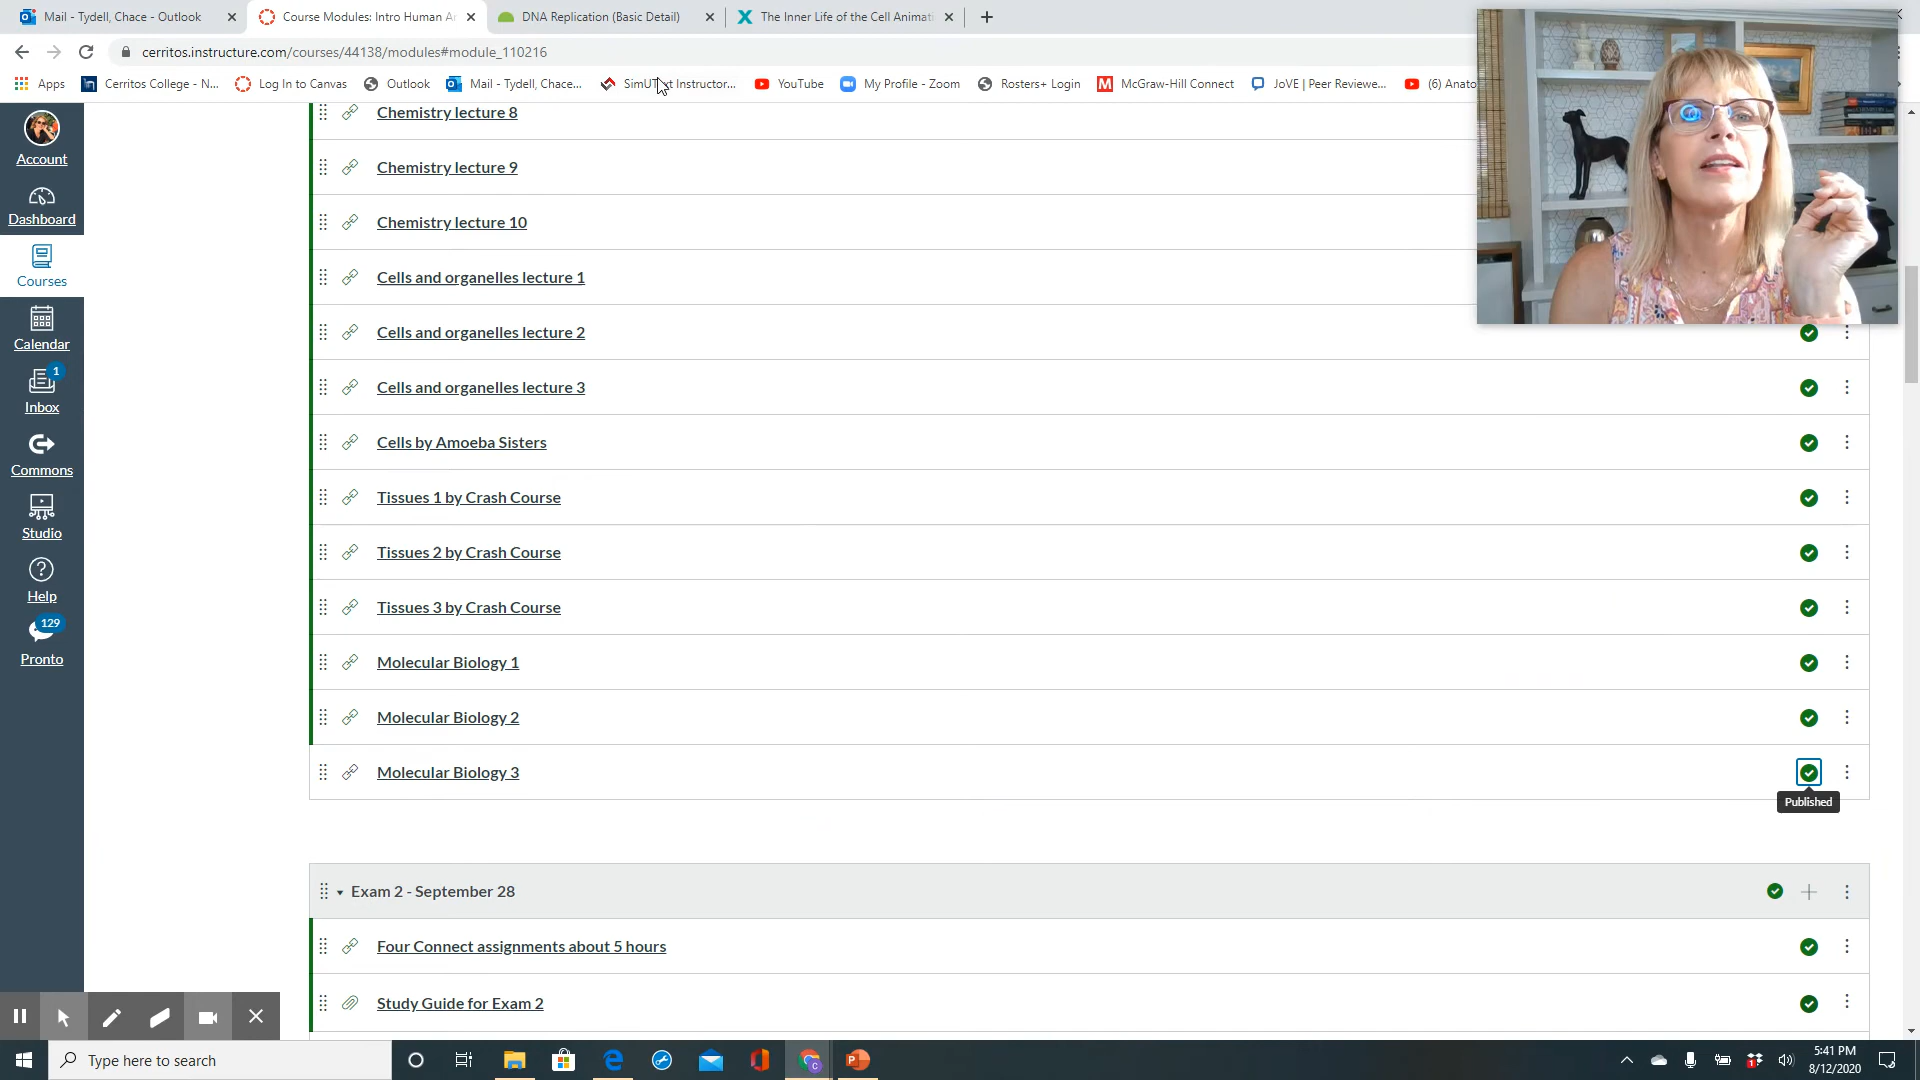 Mail - Tydell, Chace - Outlook
Course Modules: Intro Human An
DNA Replication (Basic Detail)
The Inner Life of the Cell Animati
cerritos.instructure.com/courses/44138/modules#module_110216
Apps
Cerritos College - N...
Log In to Canvas
Outlook
Mail - Tydell, Chace...
SimUText Instructor...
YouTube
My Profile - Zoom
Rosters+ Login
McGraw-Hill Connect
JoVE | Peer Reviewe...
(6) Anato
Account
Dashboard
Courses
Calendar
1
Inbox
Commons
Studio
Help
129
Pronto
Chemistry lecture 8
Chemistry lecture 9
Chemistry lecture 10
Cells and organelles lecture 1
Cells and organelles lecture 2
Cells and organelles lecture 3
Cells by Amoeba Sisters
Tissues 1 by Crash Course
Tissues 2 by Crash Course
Tissues 3 by Crash Course
Molecular Biology 1
Molecular Biology 2
Molecular Biology 3
Published
Exam 2 - September 28
Four Connect assignments about 5 hours
Study Guide for Exam 2
Type here to search
5:41 PM
8/12/2020